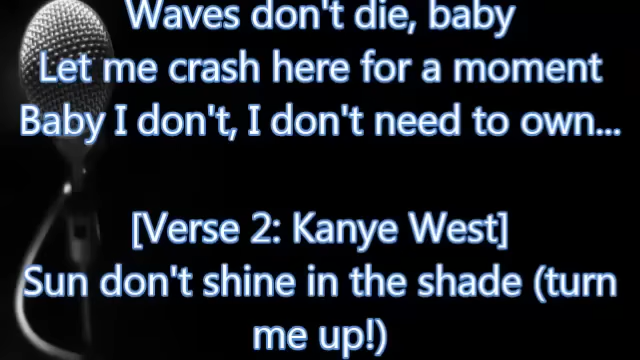 Waves don't die, baby
Let me crash here for a moment
Baby I don't, I don't need to own...
[Verse 2: Kanye West]
Sun don't shine in the shade (turn
me up!)